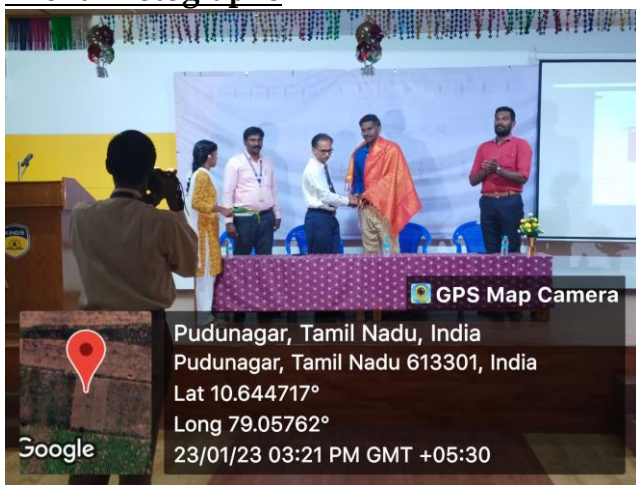 GPS Map Camera
Pudunagar, Tamil Nadu, India
Pudunagar, Tamil Nadu 613301, India
Lat 10.644717°
Long 79.05762°
23/01/23 03:21 PM GMT +05:30
Google
KINGS